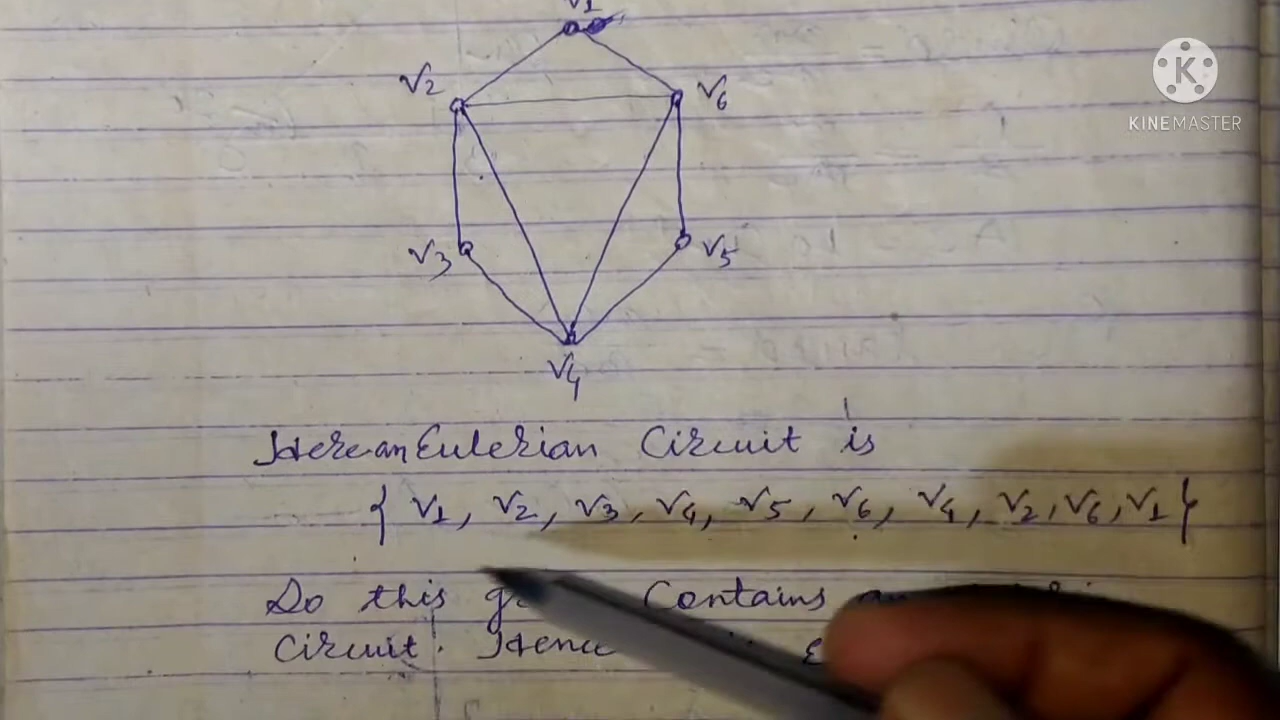 V1
V2
V6
V3
V5
V4
K
KINEMASTER
Here an Eulerian Circuit is
{ V1, V2, V3, V4, V5, V6, V4, V2, V6, V1 }
So this Contains
Circuit. Hence